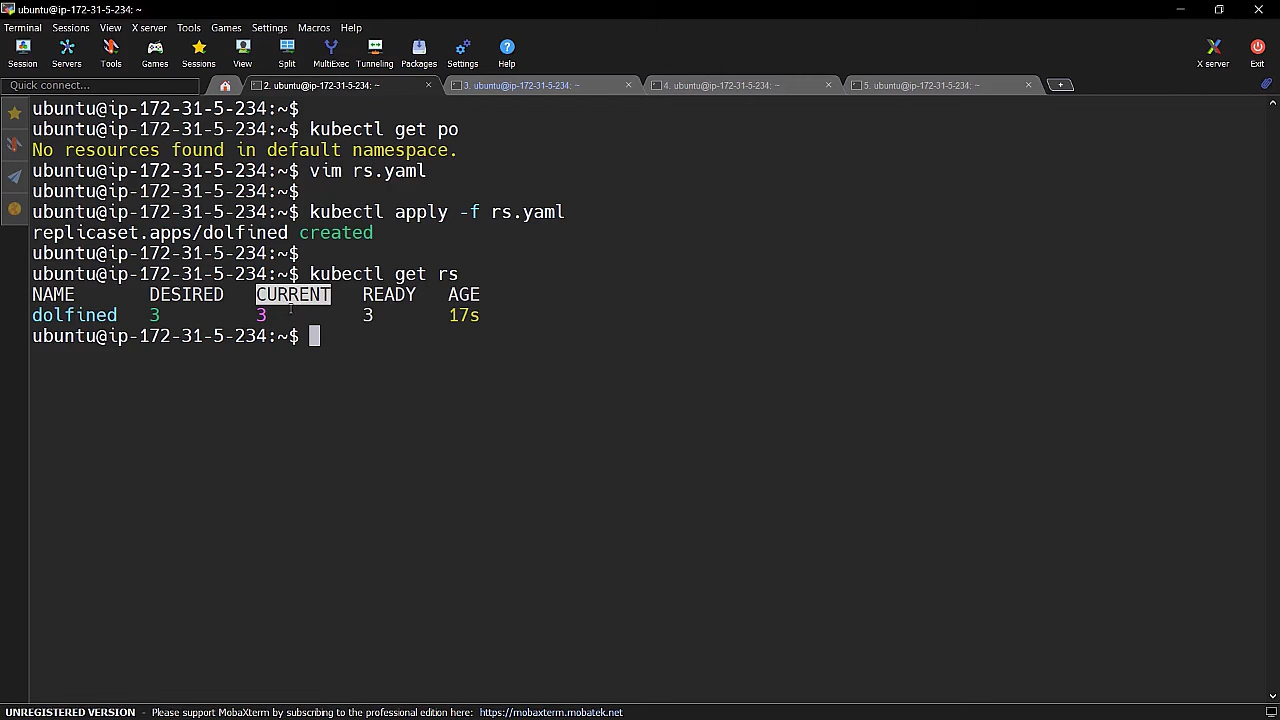 ubuntu@ip-172-31-5-234: ~
Terminal Sessions View X server Tools Games Settings Macros Help
Session Servers Tools Games Sessions View Split MultiExec Tunneling Packages Settings Help X server Exit
Quick connect... 2. ubuntu@ip-172-31-5-234: ~ 3. ubuntu@ip-172-31-5-234: ~ 4. ubuntu@ip-172-31-5-234: ~ 5. ubuntu@ip-172-31-5-234: ~
ubuntu@ip-172-31-5-234:~$
ubuntu@ip-172-31-5-234:~$ kubectl get po
No resources found in default namespace.
ubuntu@ip-172-31-5-234:~$ vim rs.yaml
ubuntu@ip-172-31-5-234:~$
ubuntu@ip-172-31-5-234:~$ kubectl apply -f rs.yaml
replicaset.apps/dolfined created
ubuntu@ip-172-31-5-234:~$
ubuntu@ip-172-31-5-234:~$ kubectl get rs
NAME DESIRED CURRENT READY AGE
dolfined 3 3 3 17s
ubuntu@ip-172-31-5-234:~$
UNREGISTERED VERSION - Please support MobaXterm by subscribing to the professional edition here: https://mobaxterm.mobatek.net